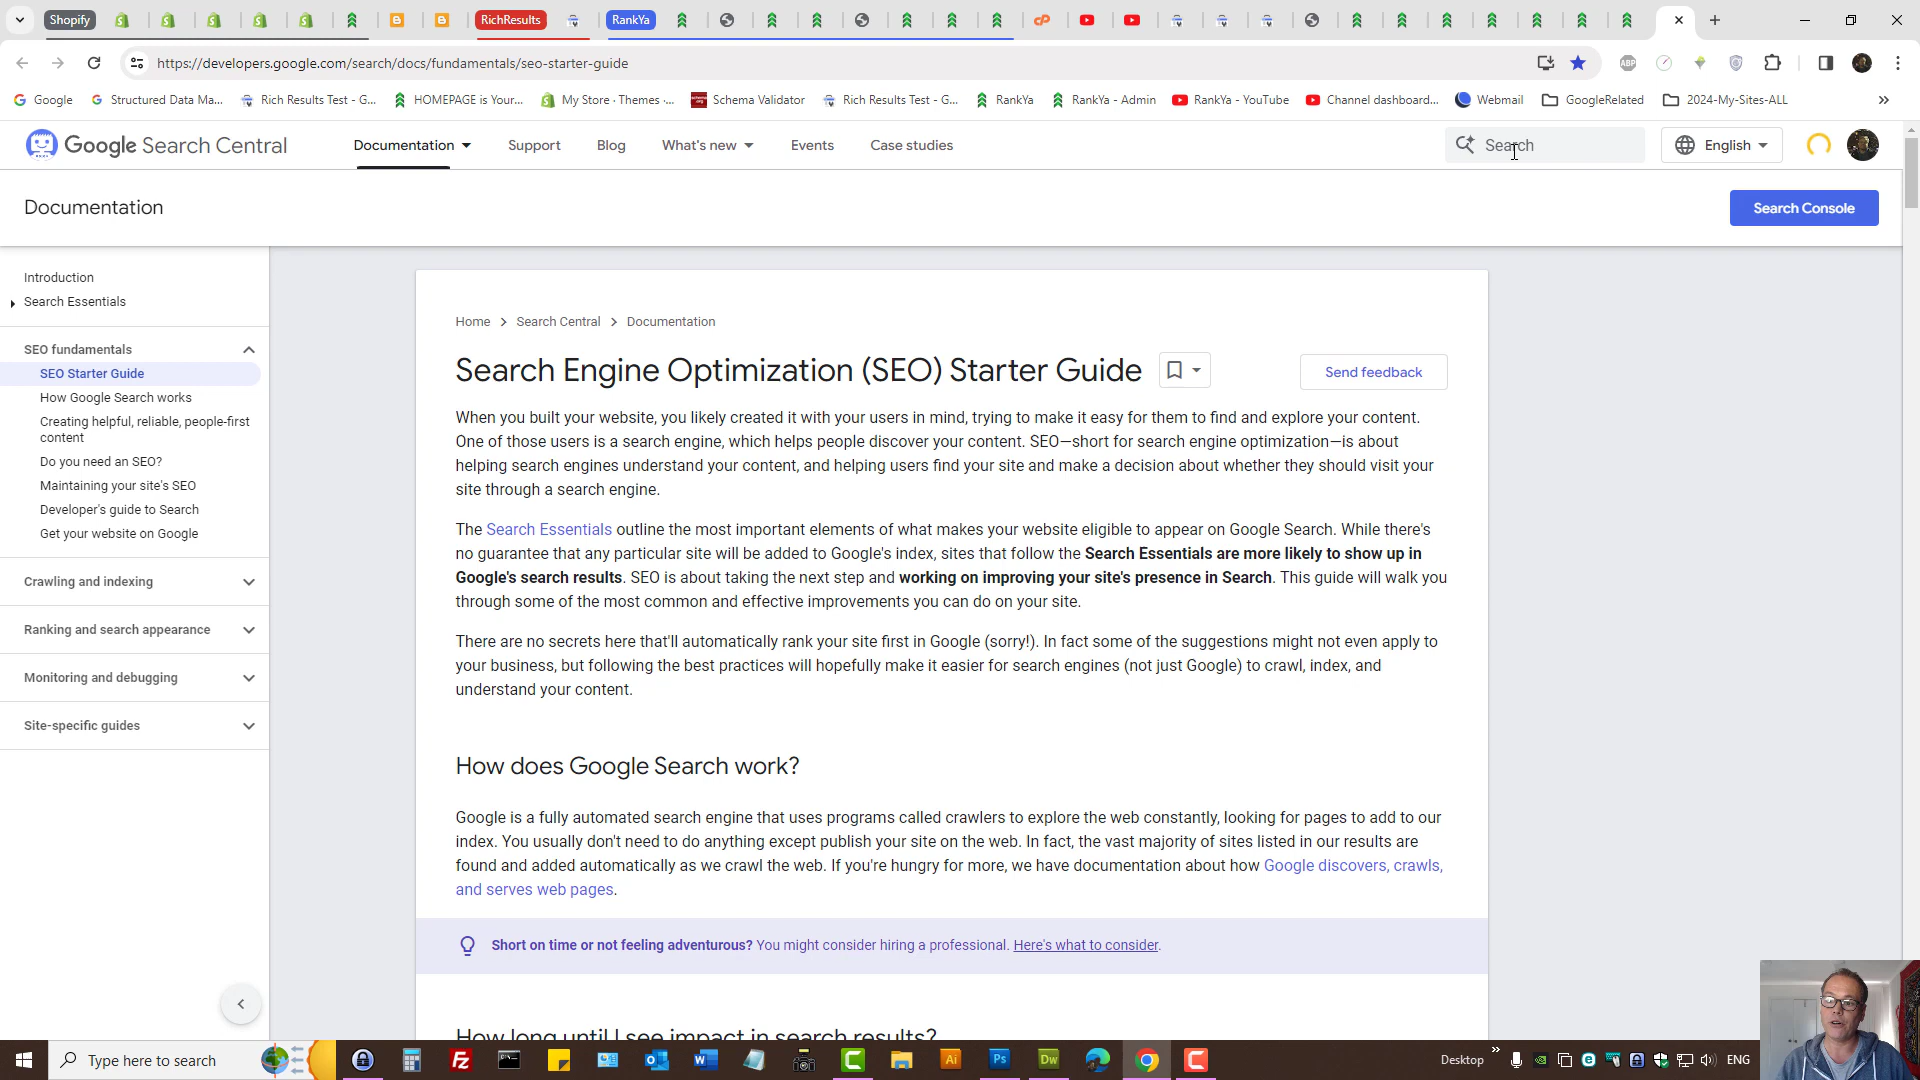 Shopify
RichResults
RankYa
https://developers.google.com/search/docs/fundamentals/seo-starter-guide
ABP
Google
Structured Data Ma...
Rich Results Test - G...
HOMEPAGE is Your...
My Store · Themes ·...
Schema Validator
Rich Results Test - G...
RankYa
RankYa - Admin
RankYa - YouTube
Channel dashboard...
Webmail
GoogleRelated
2024-My-Sites-ALL
»
Google Search Central
Documentation
Support
Blog
What's new
Events
Case studies
Search
English
Documentation
Search Console
Introduction
Search Essentials
SEO fundamentals
SEO Starter Guide
How Google Search works
Creating helpful, reliable, people-first
content
Do you need an SEO?
Maintaining your site's SEO
Developer's guide to Search
Get your website on Google
Crawling and indexing
Ranking and search appearance
Monitoring and debugging
Site-specific guides
Home > Search Central > Documentation
Search Engine Optimization (SEO) Starter Guide
Send feedback
When you built your website, you likely created it with your users in mind, trying to make it easy for them to find and explore your content.
One of those users is a search engine, which helps people discover your content. SEO—short for search engine optimization—is about
helping search engines understand your content, and helping users find your site and make a decision about whether they should visit your
site through a search engine.
The Search Essentials outline the most important elements of what makes your website eligible to appear on Google Search. While there's
no guarantee that any particular site will be added to Google's index, sites that follow the Search Essentials are more likely to show up in
Google's search results. SEO is about taking the next step and working on improving your site's presence in Search. This guide will walk you
through some of the most common and effective improvements you can do on your site.
There are no secrets here that'll automatically rank your site first in Google (sorry!). In fact some of the suggestions might not even apply to
your business, but following the best practices will hopefully make it easier for search engines (not just Google) to crawl, index, and
understand your content.
How does Google Search work?
Google is a fully automated search engine that uses programs called crawlers to explore the web constantly, looking for pages to add to our
index. You usually don't need to do anything except publish your site on the web. In fact, the vast majority of sites listed in our results are
found and added automatically as we crawl the web. If you're hungry for more, we have documentation about how Google discovers, crawls,
and serves web pages.
Short on time or not feeling adventurous? You might consider hiring a professional. Here's what to consider.
How long until I see impact in search results?
Type here to search
Ai
Ps
Dw
Desktop
»
ENG